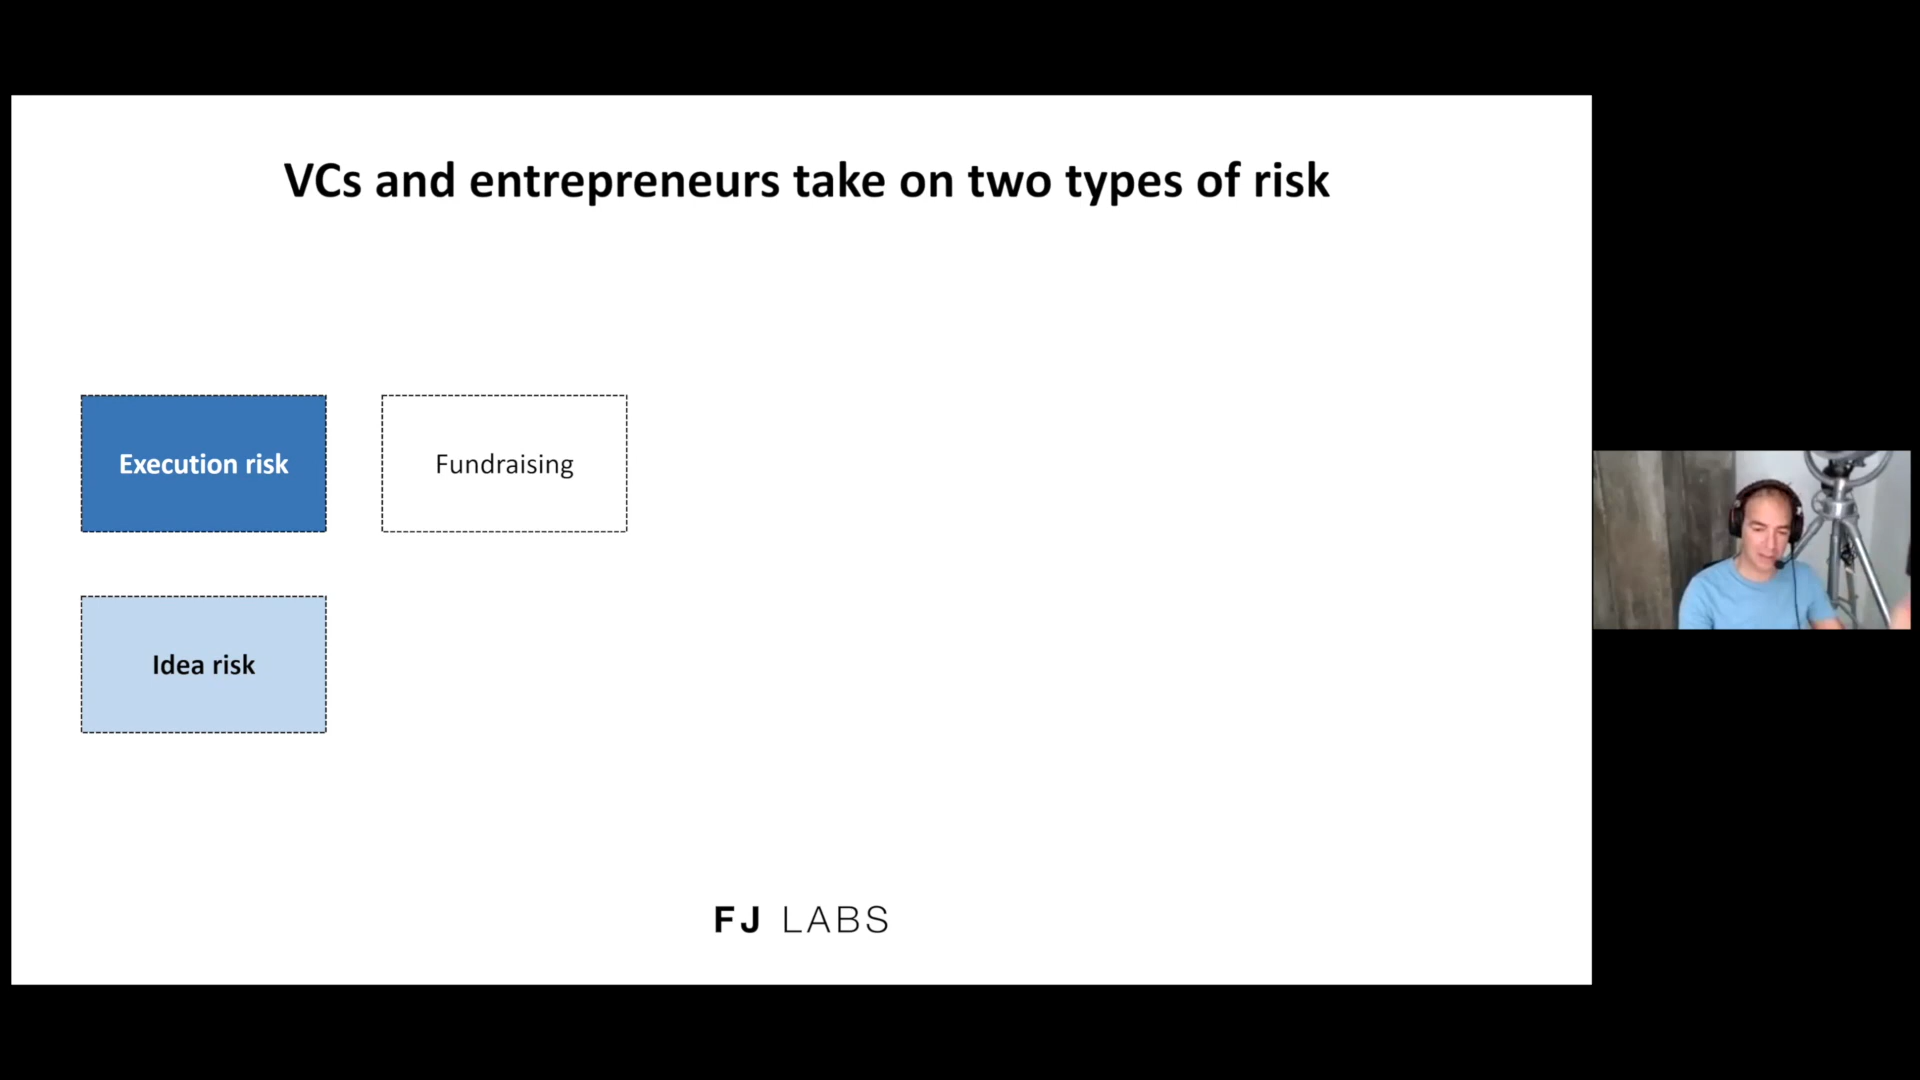 VCs and entrepreneurs take on two types of risk
Execution risk
Fundraising
Idea risk
FJ LABS